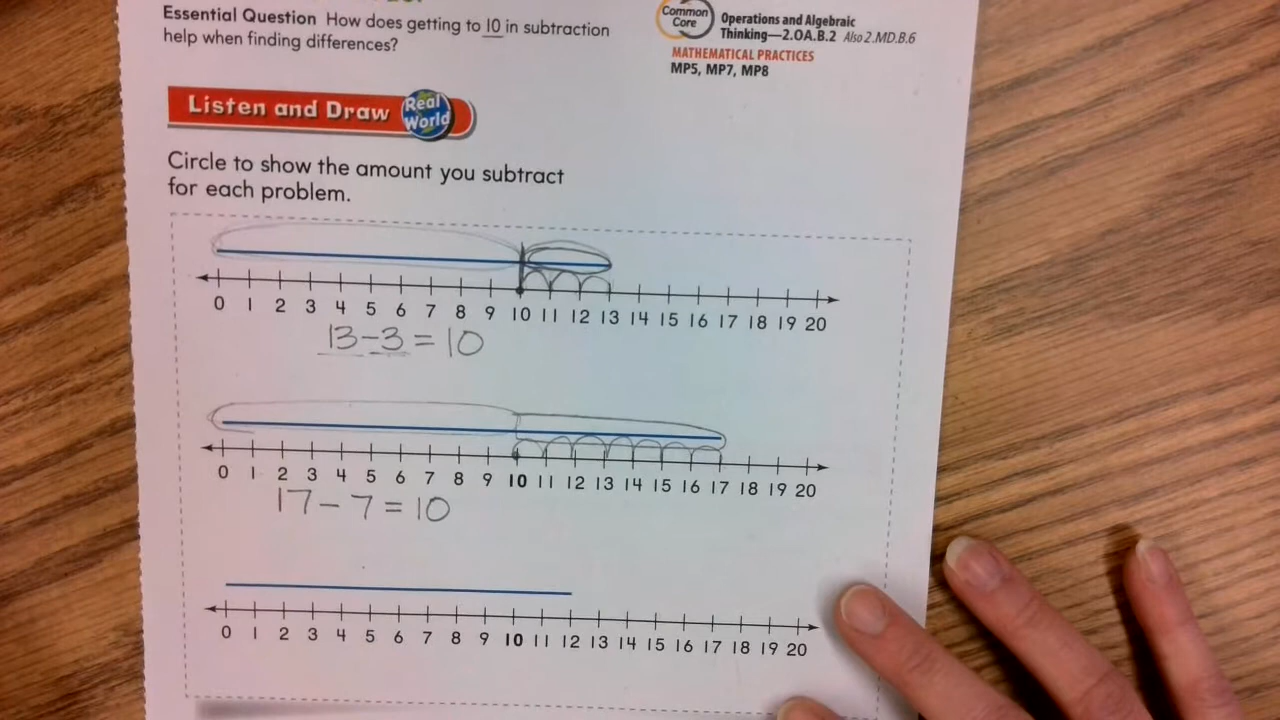 Essential Question How does getting to 10 in subtraction
help when finding differences?
Common
Core
Operations and Algebraic
Thinking—2.OA.B.2 Also 2.MD.B.6
MATHEMATICAL PRACTICES
MP5, MP7, MP8
Listen and Draw
Real
World
Circle to show the amount you subtract
for each problem.
0 1 2 3 4 5 6 7 8 9 10 11 12 13 14 15 16 17 18 19 20
13-3=10
0 1 2 3 4 5 6 7 8 9 10 11 12 13 14 15 16 17 18 19 20
17-7=10
0 1 2 3 4 5 6 7 8 9 10 11 12 13 14 15 16 17 18 19 20